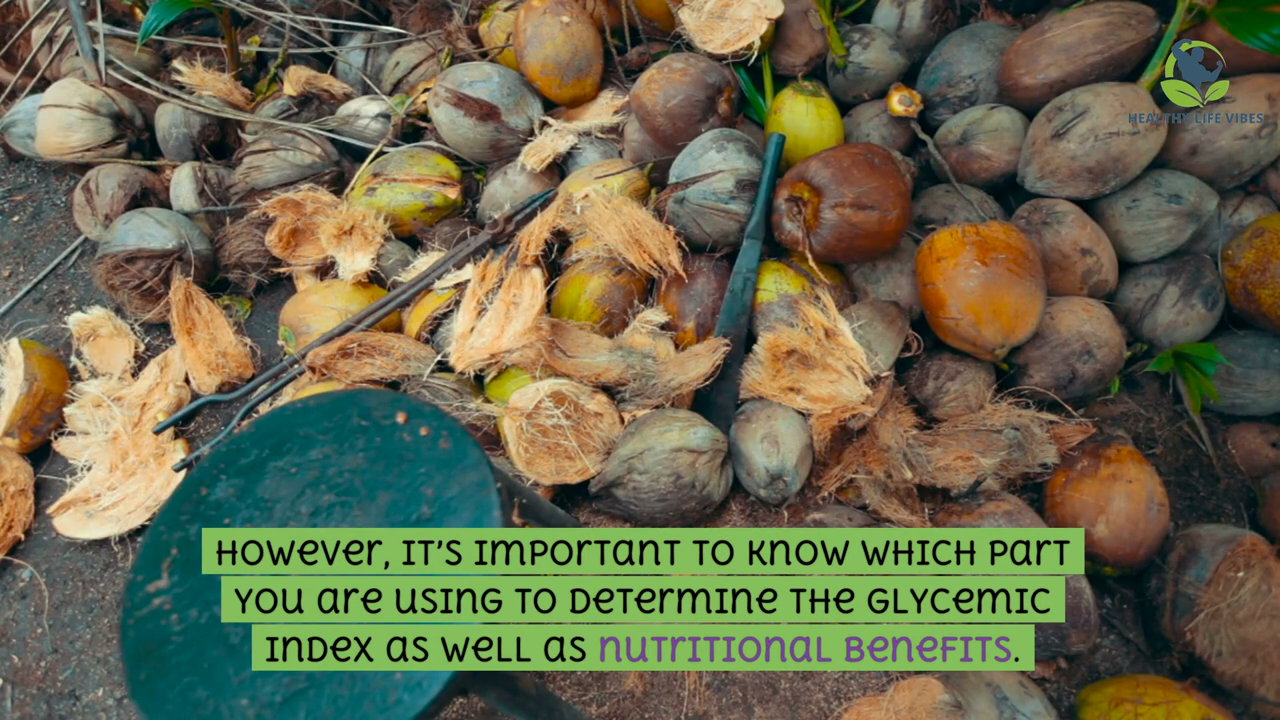 HEALTHY LIFE VIBES
However, it's important to know which part
you are using to determine the glycemic
index as well as nutritional benefits.